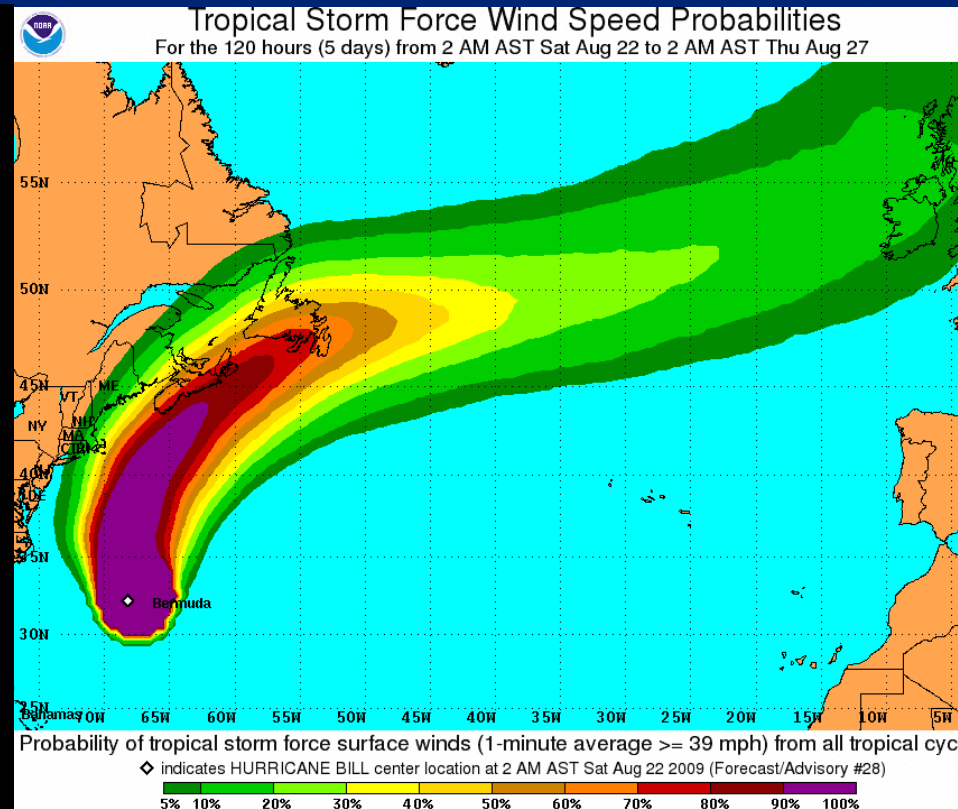 NOAA
Tropical Storm Force Wind Speed Probabilities
For the 120 hours (5 days) from 2 AM AST Sat Aug 22 to 2 AM AST Thu Aug 27
55N
50N
45N
ME
VT
NY
NH
MA
CT
40N
DE
35N
Bermuda
30N
25N
Bahamas
70W 65W 60W 55W 50W 45W 40W 35W 30W 25W 20W 15W 10W 5W
Probability of tropical storm force surface winds (1-minute average >= 39 mph) from all tropical cyc
indicates HURRICANE BILL center location at 2 AM AST Sat Aug 22 2009 (Forecast/Advisory #28)
5% 10% 20% 30% 40% 50% 60% 70% 80% 90% 100%